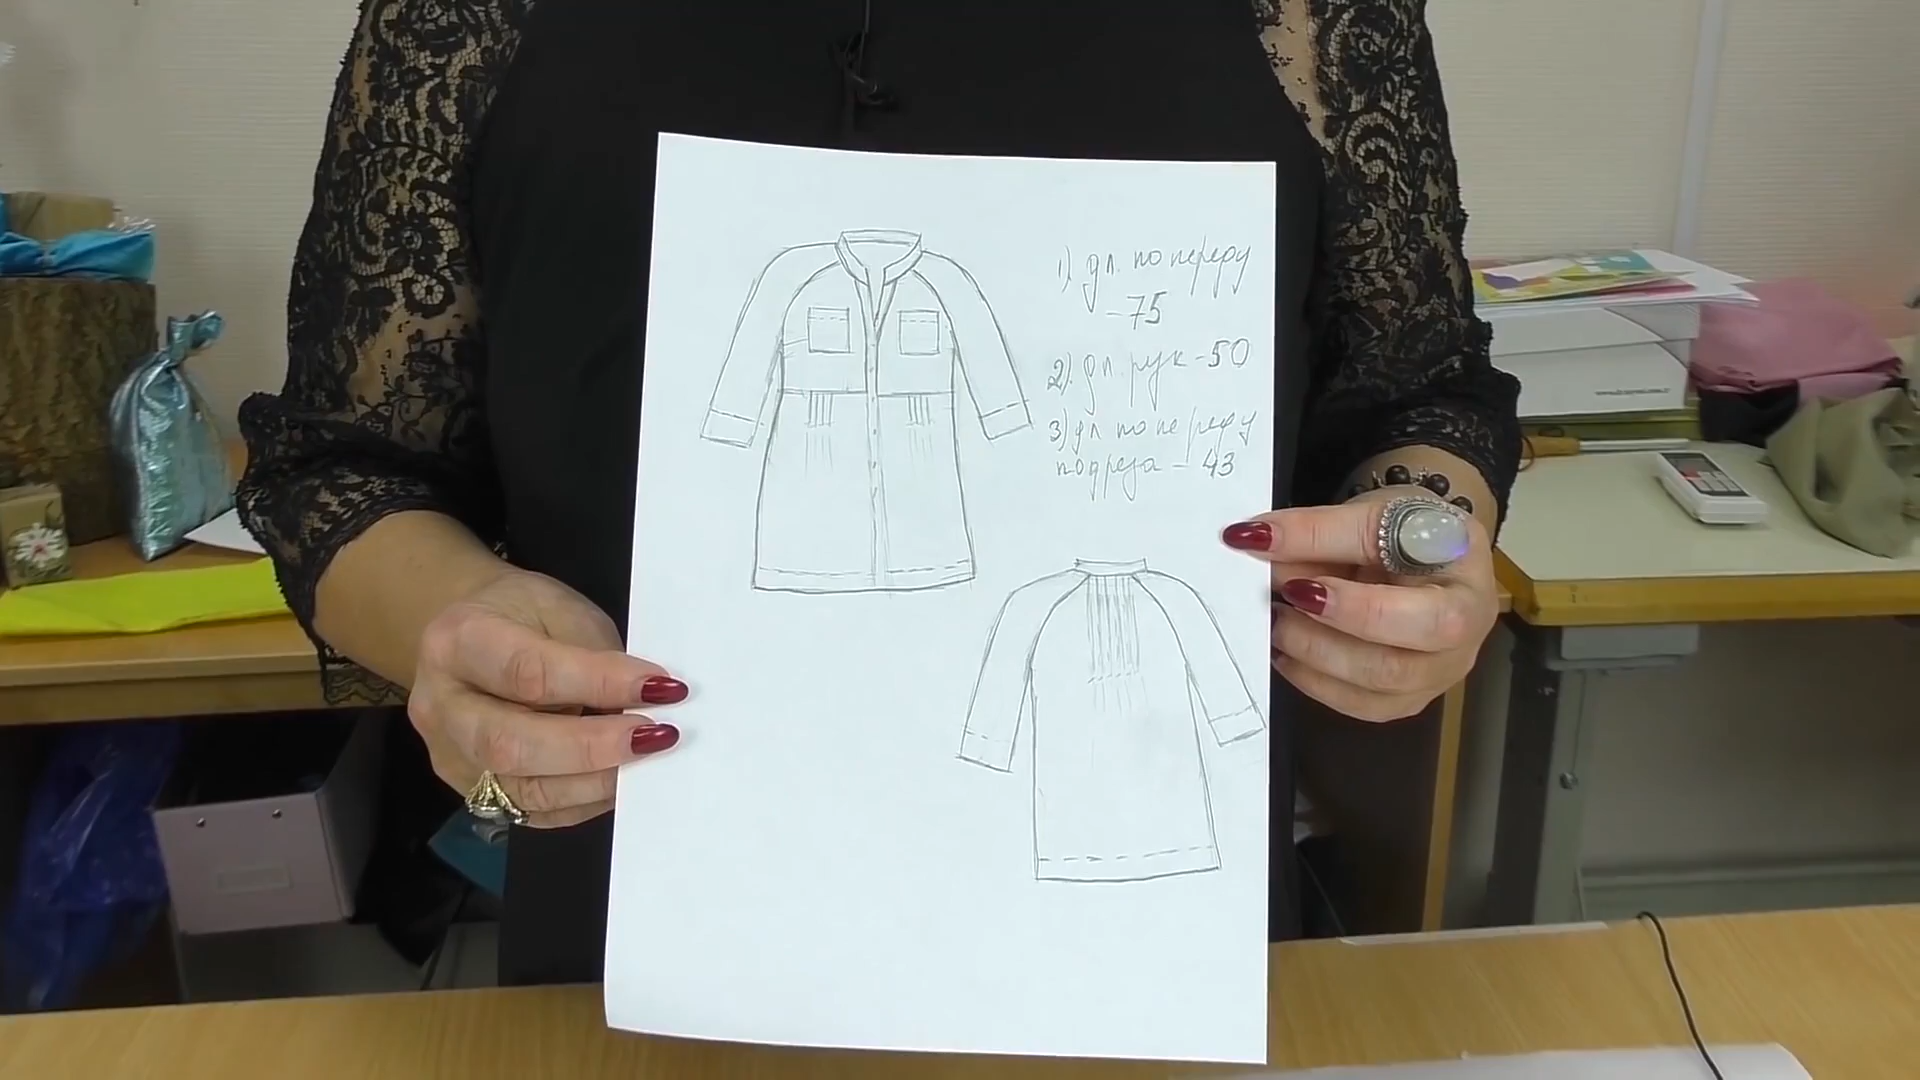 1). дл. по переду
- 75
2). дл. рук - 50
3) дл по переду
подреза - 43